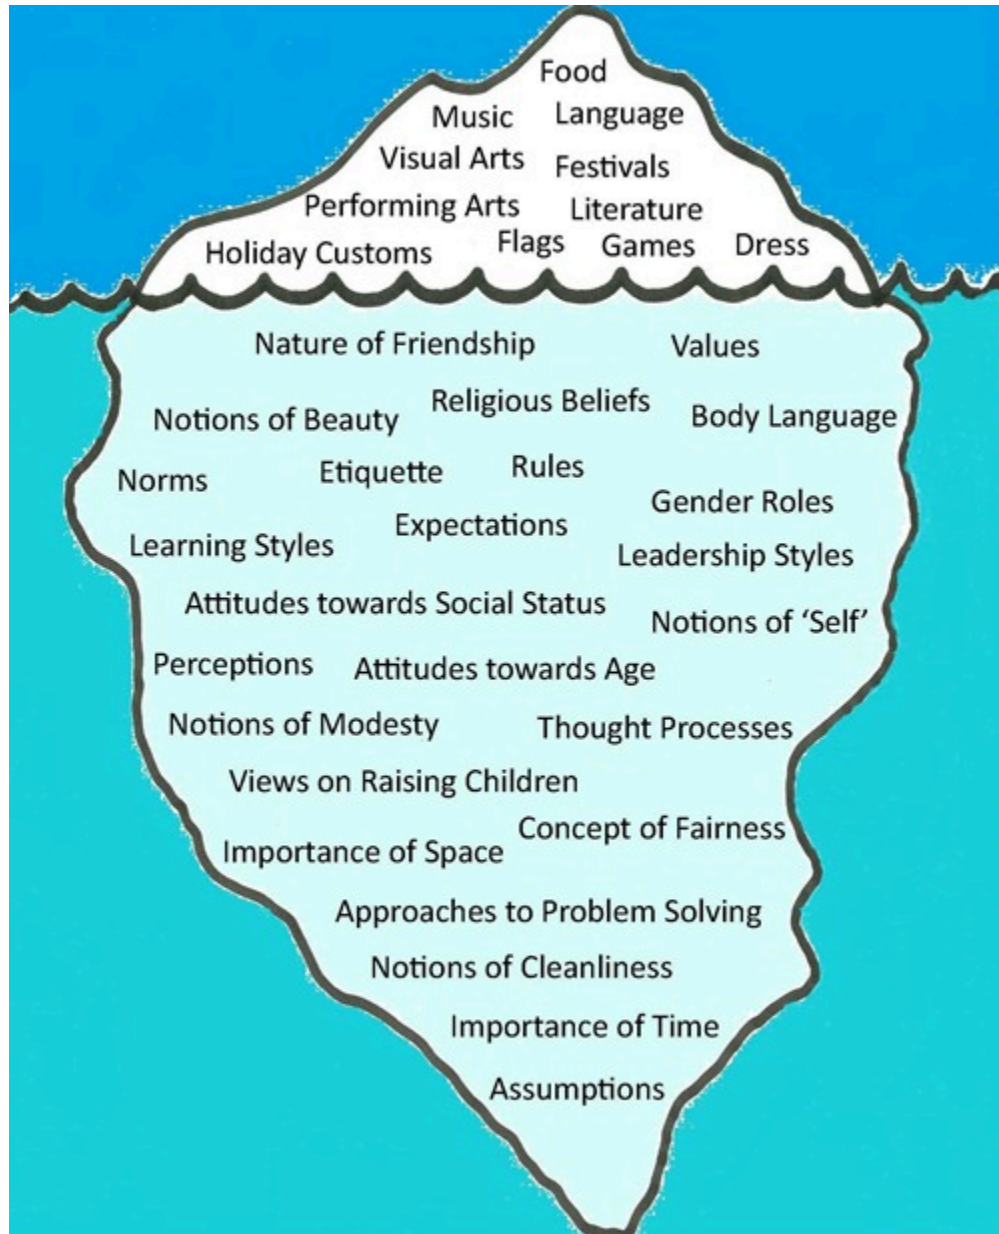 Food
Music
Language
Visual Arts
Festivals
Performing Arts
Literature
Holiday Customs
Flags
Games
Dress
Nature of Friendship
Values
Notions of Beauty
Religious Beliefs
Body Language
Norms
Etiquette
Rules
Gender Roles
Expectations
Learning Styles
Leadership Styles
Attitudes towards Social Status
Notions of ‘Self’
Perceptions
Attitudes towards Age
Notions of Modesty
Thought Processes
Views on Raising Children
Concept of Fairness
Importance of Space
Approaches to Problem Solving
Notions of Cleanliness
Importance of Time
Assumptions